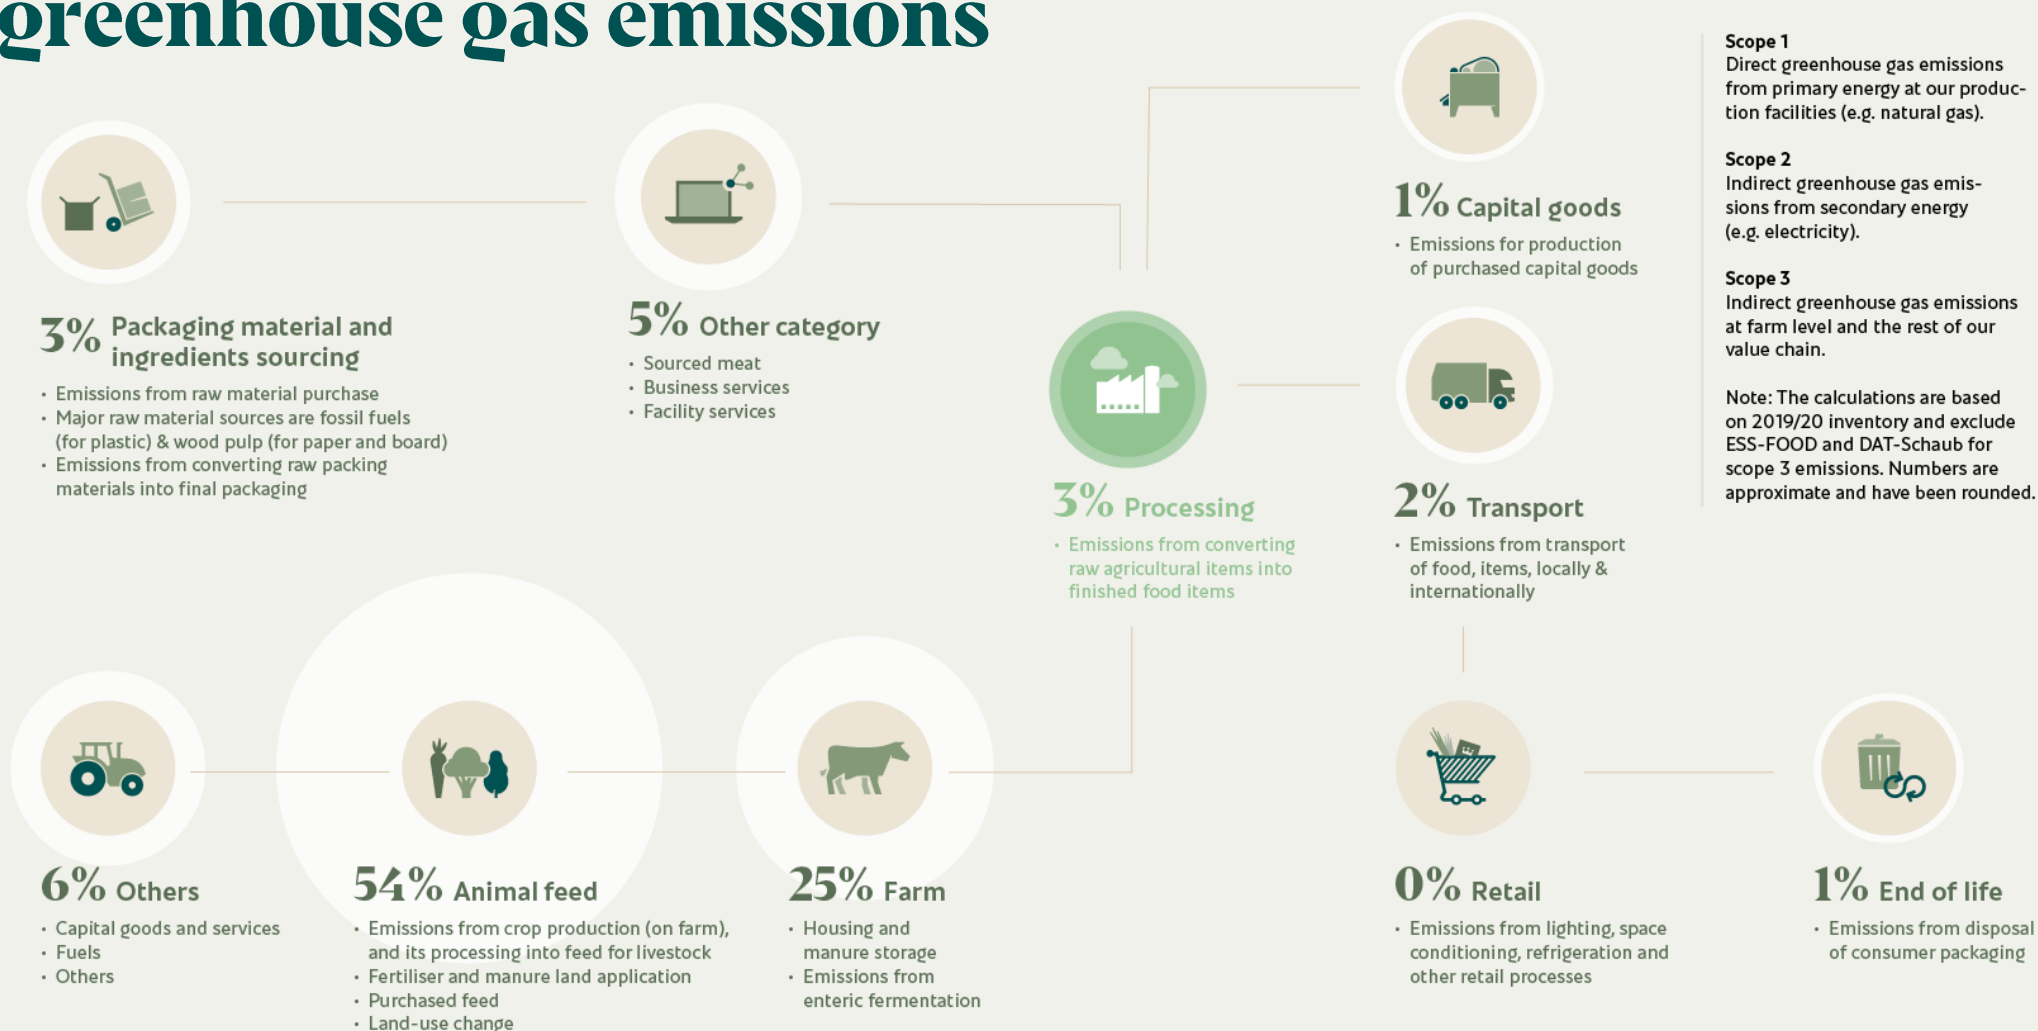 greenhouse gas emissions
3% Packaging material and
ingredients sourcing
• Emissions from raw material purchase
• Major raw material sources are fossil fuels
(for plastic) & wood pulp (for paper and board)
• Emissions from converting raw packing
materials into final packaging
5% Other category
• Sourced meat
• Business services
• Facility services
1% Capital goods
• Emissions for production
of purchased capital goods
3% Processing
• Emissions from converting
raw agricultural items into
finished food items
2% Transport
• Emissions from transport
of food, items, locally &
internationally
Scope 1
Direct greenhouse gas emissions
from primary energy at our produc-
tion facilities (e.g. natural gas).
Scope 2
Indirect greenhouse gas emis-
sions from secondary energy
(e.g. electricity).
Scope 3
Indirect greenhouse gas emissions
at farm level and the rest of our
value chain.
Note: The calculations are based
on 2019/20 inventory and exclude
ESS-FOOD and DAT-Schaub for
scope 3 emissions. Numbers are
approximate and have been rounded.
6% Others
• Capital goods and services
• Fuels
• Others
54% Animal feed
• Emissions from crop production (on farm),
and its processing into feed for livestock
• Fertiliser and manure land application
• Purchased feed
• Land-use change
25% Farm
• Housing and
manure storage
• Emissions from
enteric fermentation
0% Retail
• Emissions from lighting, space
conditioning, refrigeration and
other retail processes
1% End of life
• Emissions from disposal
of consumer packaging